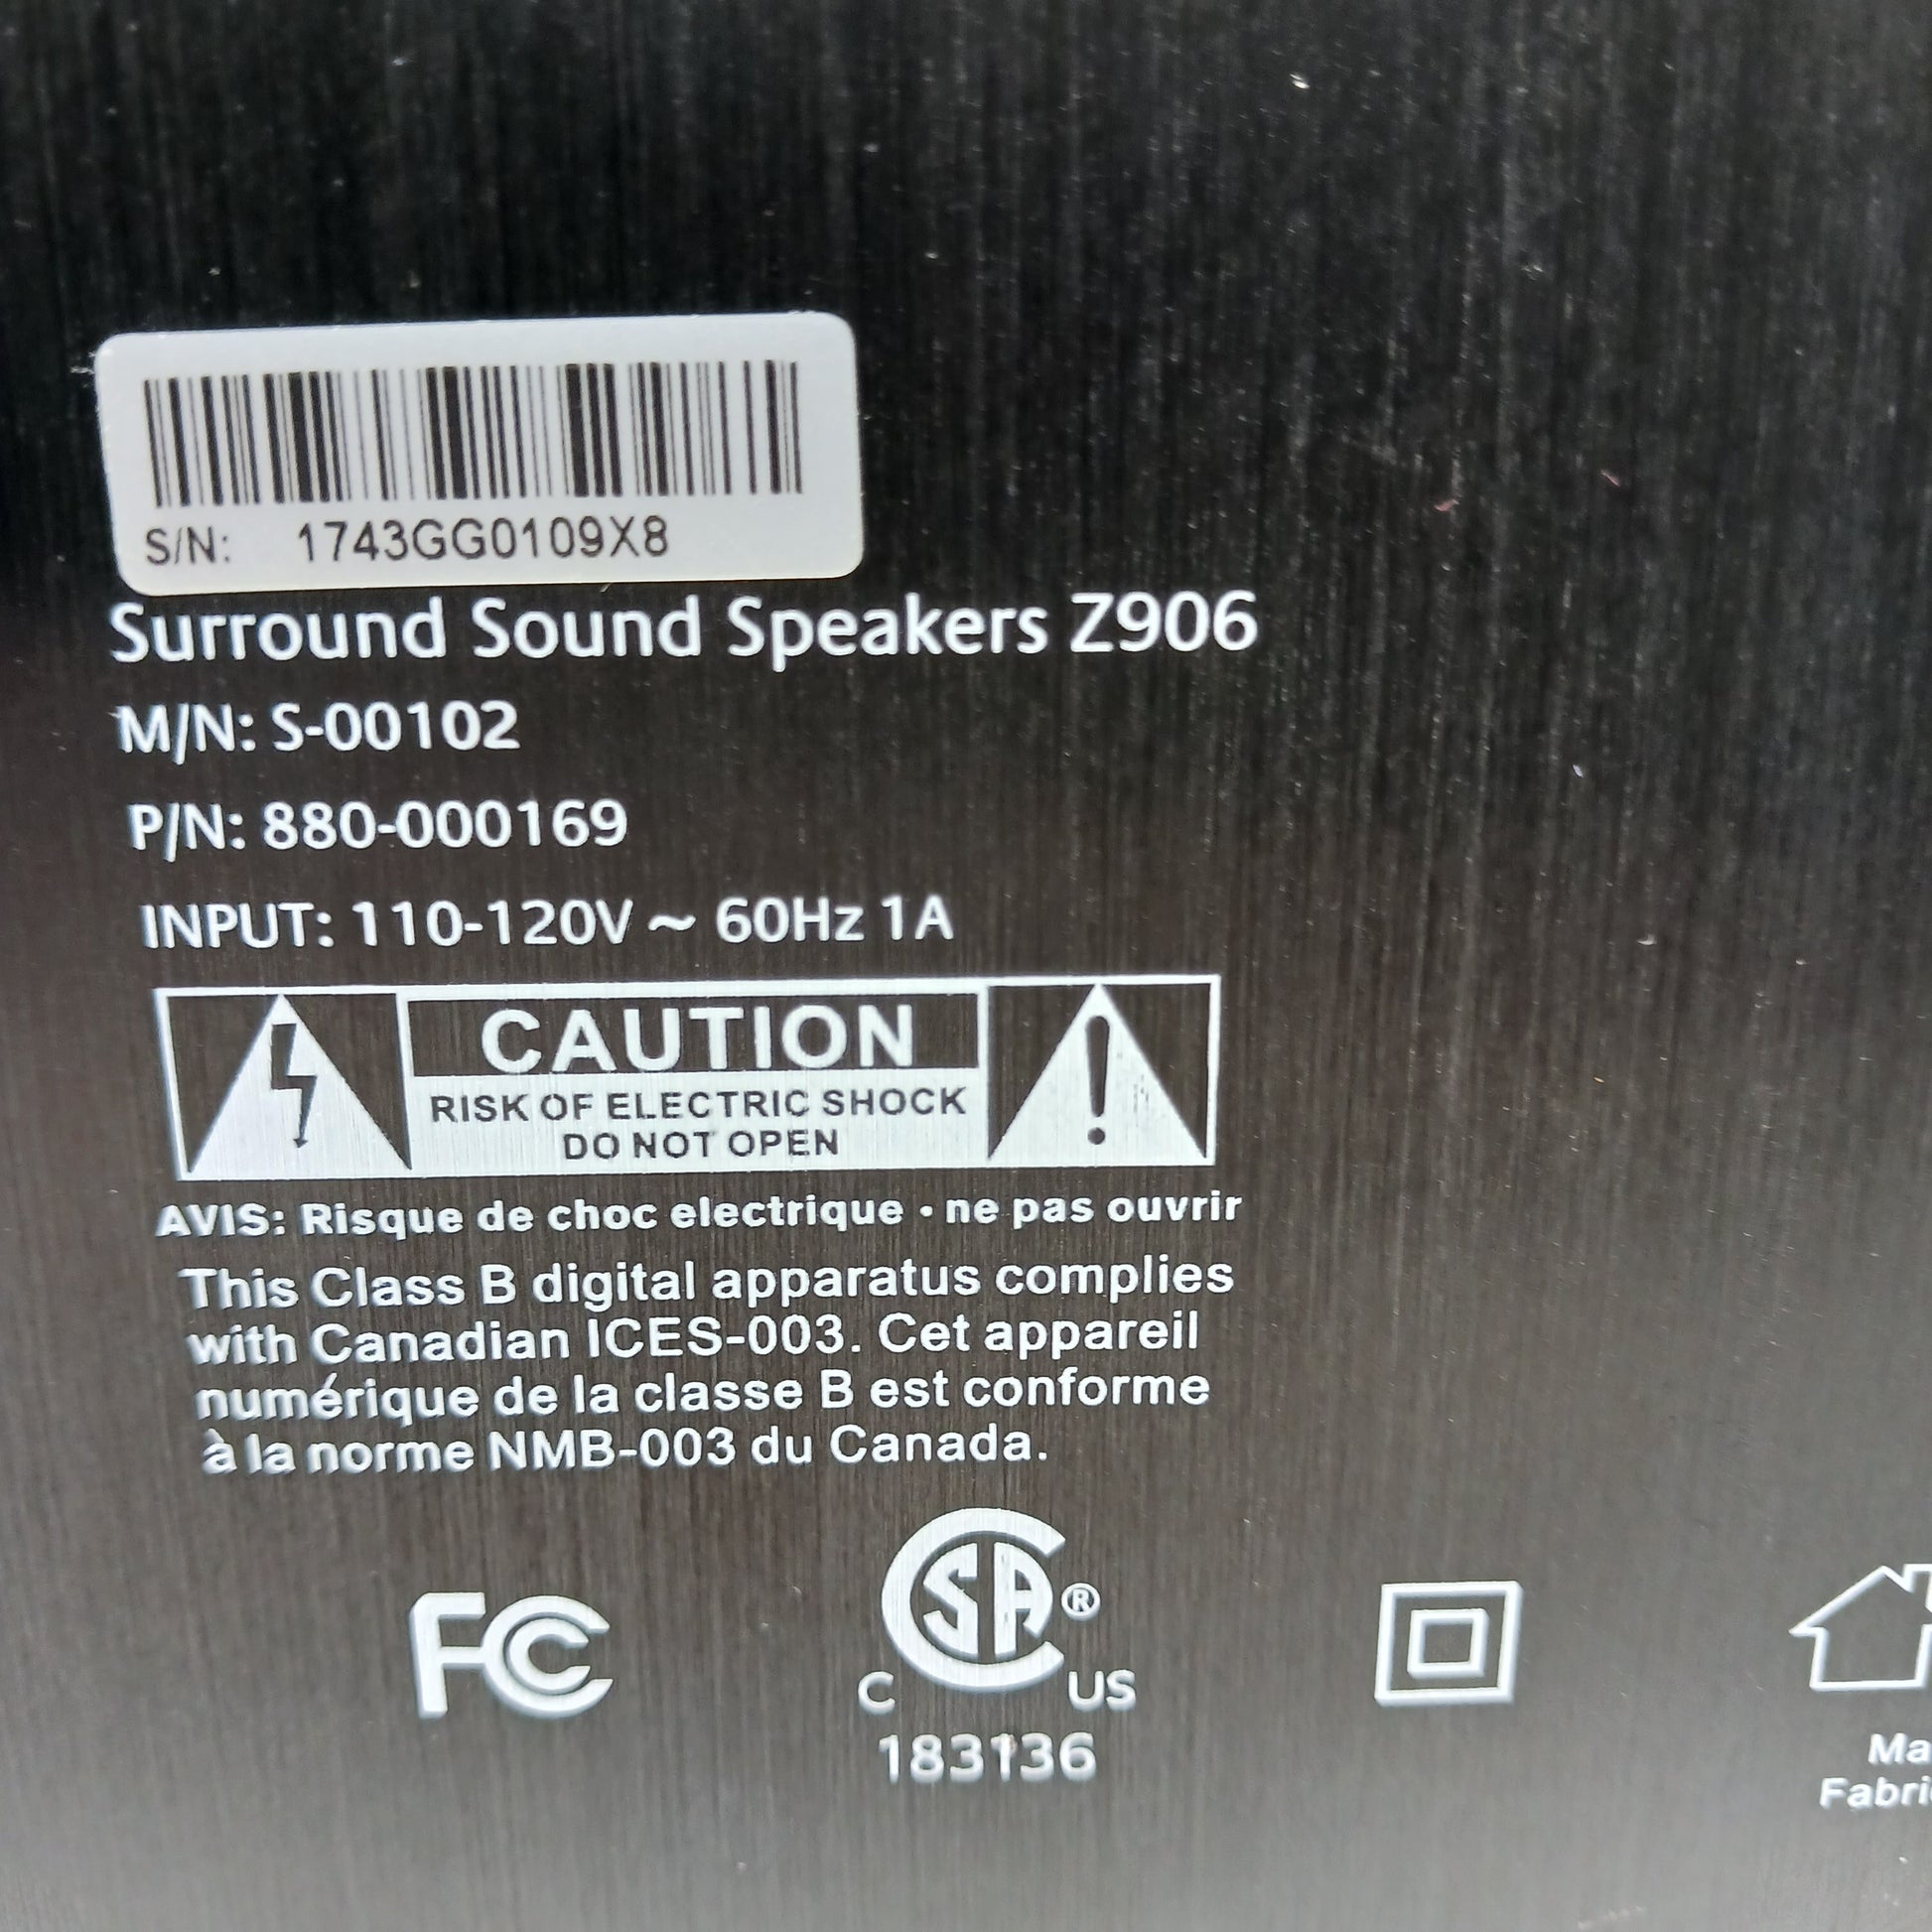 S/N: 1743GG0109X8
Surround Sound Speakers Z906
M/N: S-00102
P/N: 880-000169
INPUT: 110-120V ~ 60Hz 1A
CAUTION
RISK OF ELECTRIC SHOCK
DO NOT OPEN
AVIS: Risque de choc electrique · ne pas ouvrir
This Class B digital apparatus complies
with Canadian ICES-003. Cet appareil
numérique de la classe B est conforme
à la norme NMB-003 du Canada.
FC
CSA®
C US
183136